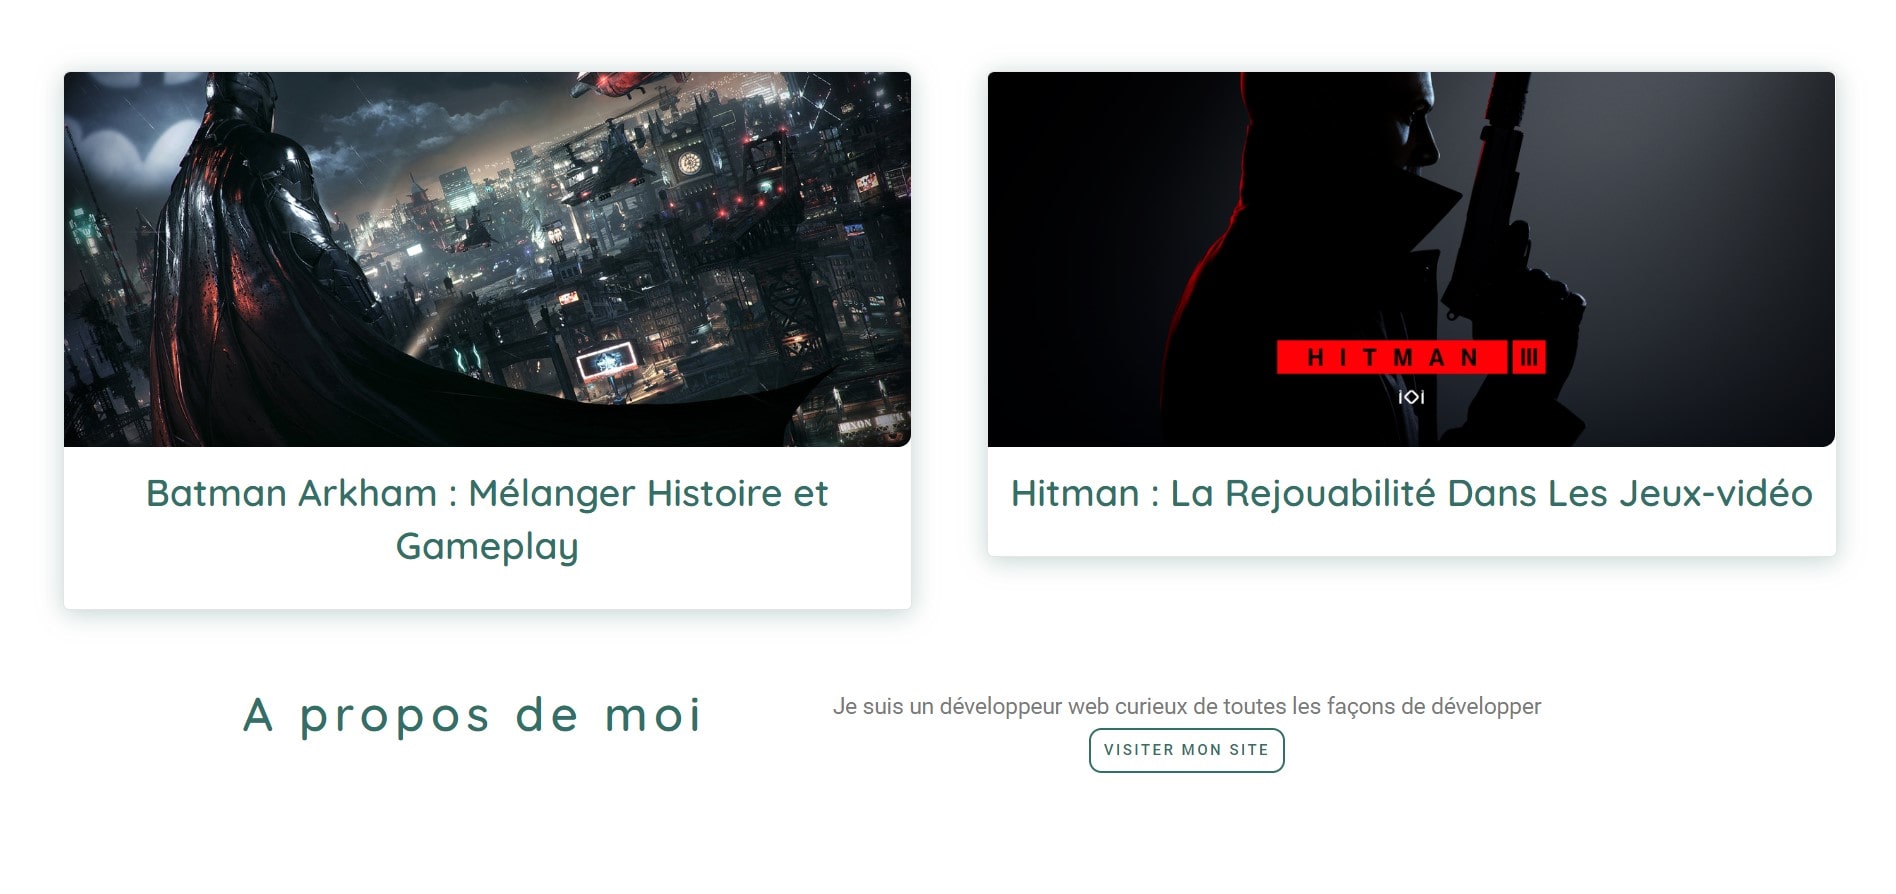 HITMAN III
IOI
Batman Arkham : Mélanger Histoire et
Gameplay
Hitman : La Rejouabilité Dans Les Jeux-vidéo
A propos de moi
Je suis un développeur web curieux de toutes les façons de développer
VISITER MON SITE